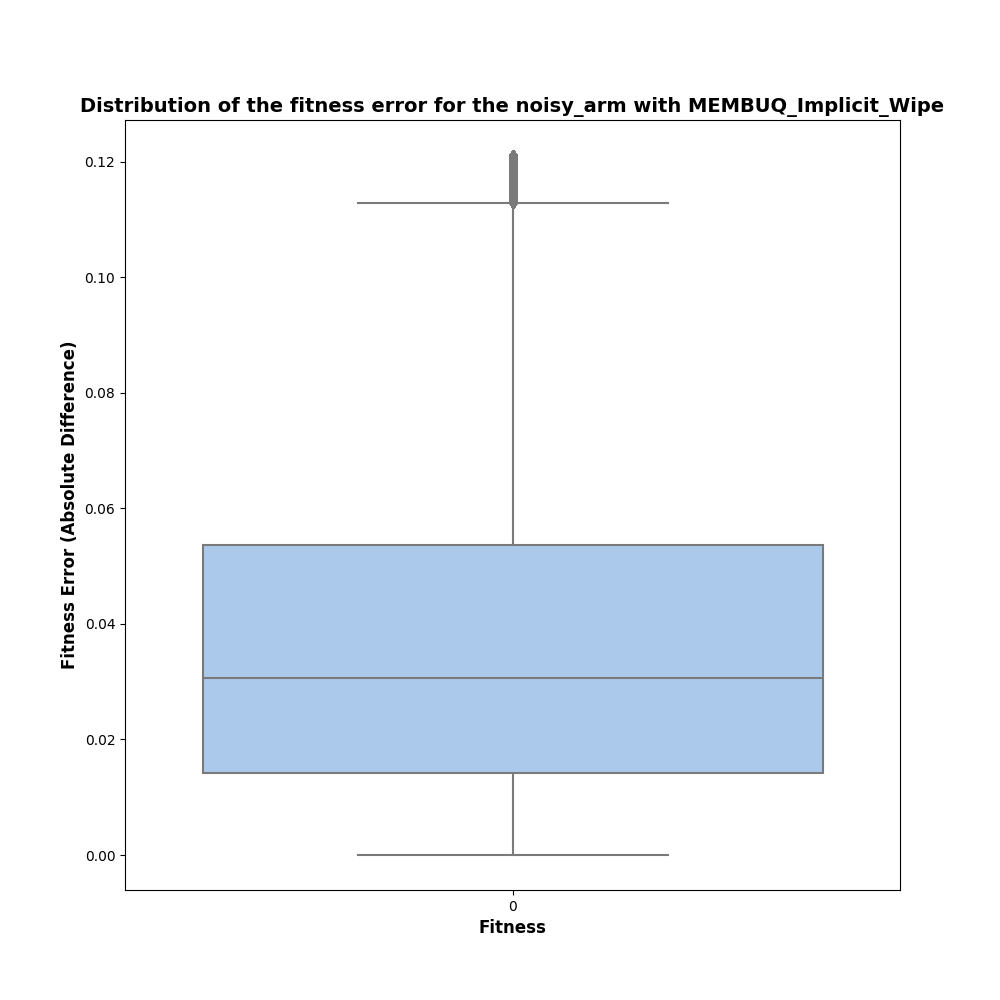 Distribution of the fitness error for the noisy_arm with MEMBUQ_Implicit_Wipe
0.12
0.10
0.08
0.06
0.04
0.02
0.00
Fitness Error (Absolute Difference)
0
Fitness